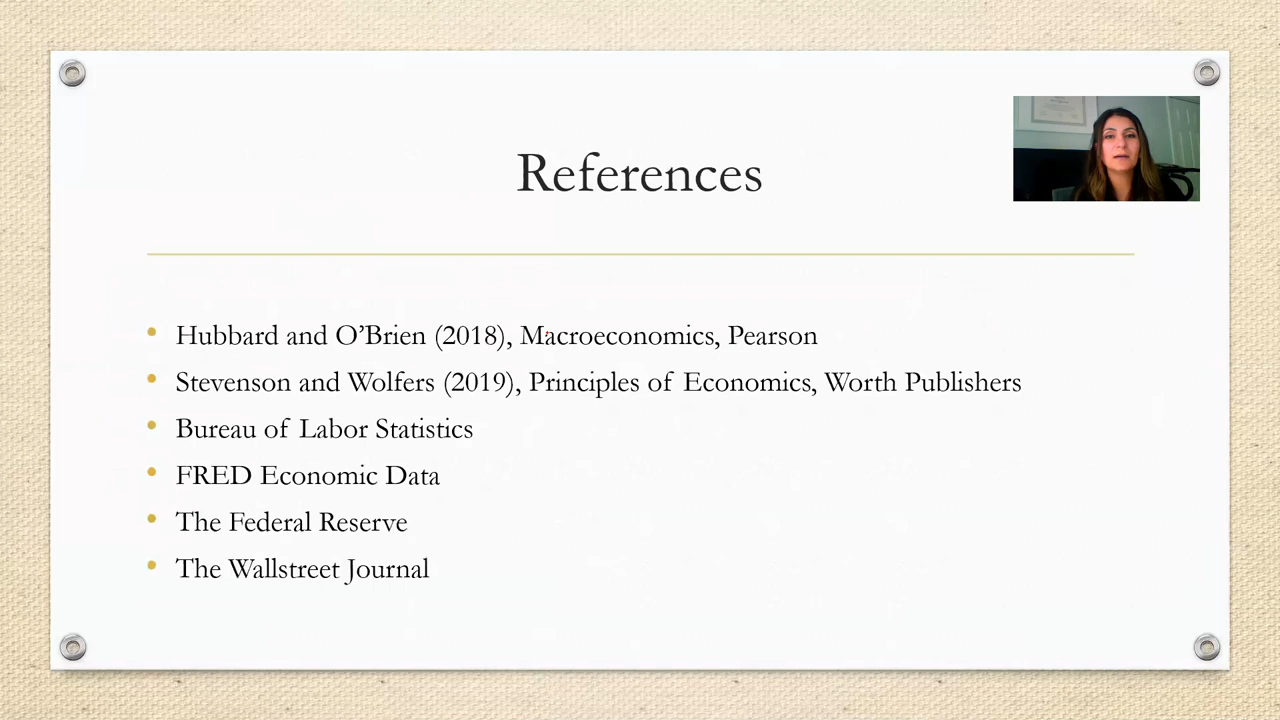 References
• Hubbard and O’Brien (2018), Macroeconomics, Pearson
• Stevenson and Wolfers (2019), Principles of Economics, Worth Publishers
• Bureau of Labor Statistics
• FRED Economic Data
• The Federal Reserve
• The Wallstreet Journal